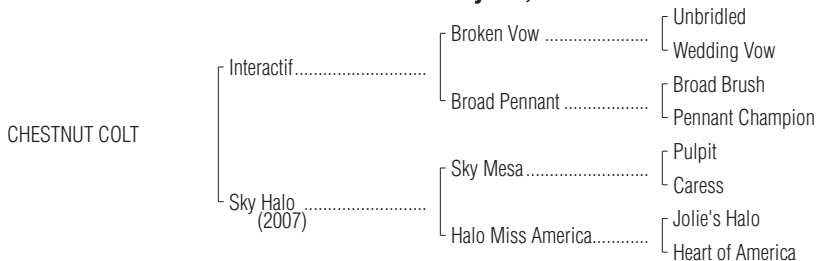 Unbridled
Broken Vow ........................
Wedding Vow
Interactif............................
Broad Brush
Broad Pennant ...................
Pennant Champion
CHESTNUT COLT
Pulpit
Sky Mesa............................
Caress
Sky Halo ..........................
(2007)
Jolie's Halo
Halo Miss America............
Heart of America